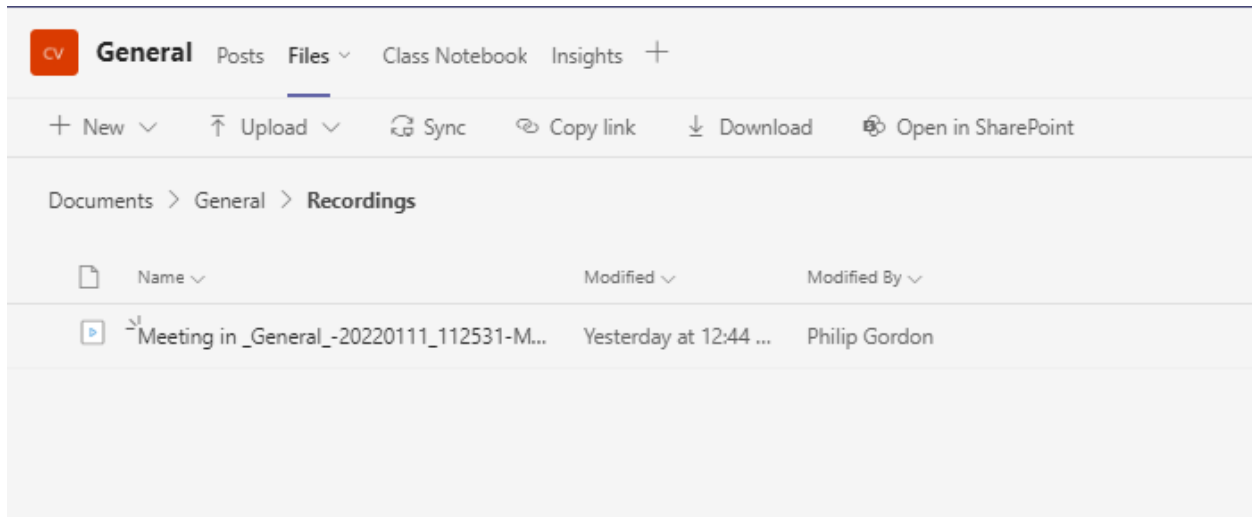 CV General Posts Files Class Notebook Insights
New Upload Sync Copy link Download Open in SharePoint
Documents > General > Recordings
Name Modified Modified By
Meeting in _General_-20220111_112531-M... Yesterday at 12:44 ... Philip Gordon